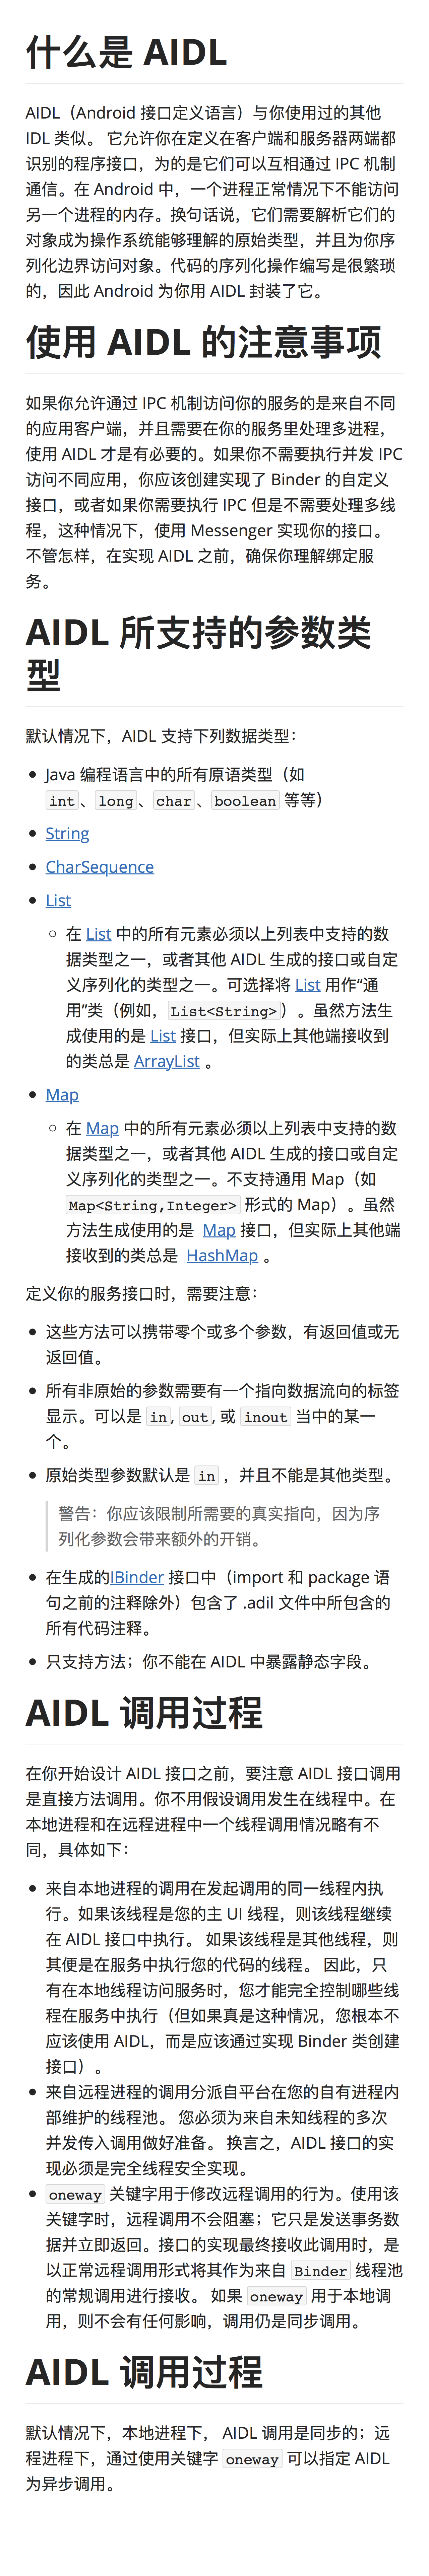 什么是 AIDL
AIDL（Android 接口定义语言）与你使用过的其他
IDL 类似。 它允许你在定义在客户端和服务器两端都
识别的程序接口，为的是它们可以互相通过 IPC 机制
通信。在 Android 中，一个进程正常情况下不能访问
另一个进程的内存。换句话说，它们需要解析它们的
对象成为操作系统能够理解的原始类型，并且为你序
列化边界访问对象。代码的序列化操作编写是很繁琐
的，因此 Android 为你用 AIDL 封装了它。
使用 AIDL 的注意事项
如果你允许通过 IPC 机制访问你的服务的是来自不同
的应用客户端，并且需要在你的服务里处理多进程，
使用 AIDL 才是有必要的。如果你不需要执行并发 IPC
访问不同应用，你应该创建实现了 Binder 的自定义
接口，或者如果你需要执行 IPC 但是不需要处理多线
程，这种情况下，使用 Messenger 实现你的接口。
不管怎样，在实现 AIDL 之前，确保你理解绑定服
务。
AIDL 所支持的参数类
型
默认情况下，AIDL 支持下列数据类型：
• Java 编程语言中的所有原语类型（如
int 、 long 、 char 、 boolean 等等）
• String
• CharSequence
• List
◦ 在 List 中的所有元素必须以上列表中支持的数
据类型之一，或者其他 AIDL 生成的接口或自定
义序列化的类型之一。可选择将 List 用作“通
用”类（例如， List<String> ）。虽然方法生
成使用的是 List 接口，但实际上其他端接收到
的类总是 ArrayList 。
• Map
◦ 在 Map 中的所有元素必须以上列表中支持的数
据类型之一，或者其他 AIDL 生成的接口或自定
义序列化的类型之一。不支持通用 Map（如
Map<String,Integer> 形式的 Map）。虽然
方法生成使用的是 Map 接口，但实际上其他端
接收到的类总是 HashMap 。
定义你的服务接口时，需要注意：
• 这些方法可以携带零个或多个参数，有返回值或无
返回值。
• 所有非原始的参数需要有一个指向数据流向的标签
显示。可以是 in , out , 或 inout 当中的某一
个。
• 原始类型参数默认是 in ，并且不能是其他类型。
警告：你应该限制所需要的真实指向，因为序
列化参数会带来额外的开销。
• 在生成的IBinder 接口中（import 和 package 语
句之前的注释除外）包含了 .adil 文件中所包含的
所有代码注释。
• 只支持方法；你不能在 AIDL 中暴露静态字段。
AIDL 调用过程
在你开始设计 AIDL 接口之前，要注意 AIDL 接口调用
是直接方法调用。你不用假设调用发生在线程中。在
本地进程和在远程进程中一个线程调用情况略有不
同，具体如下：
• 来自本地进程的调用在发起调用的同一线程内执
行。如果该线程是您的主 UI 线程，则该线程继续
在 AIDL 接口中执行。 如果该线程是其他线程，则
其便是在服务中执行您的代码的线程。 因此，只
有在本地线程访问服务时，您才能完全控制哪些线
程在服务中执行（但如果真是这种情况，您根本不
应该使用 AIDL，而是应该通过实现 Binder 类创建
接口）。
• 来自远程进程的调用分派自平台在您的自有进程内
部维护的线程池。 您必须为来自未知线程的多次
并发传入调用做好准备。 换言之，AIDL 接口的实
现必须是完全线程安全实现。
• oneway 关键字用于修改远程调用的行为。使用该
关键字时，远程调用不会阻塞；它只是发送事务数
据并立即返回。接口的实现最终接收此调用时，是
以正常远程调用形式将其作为来自 Binder 线程池
的常规调用进行接收。 如果 oneway 用于本地调
用，则不会有任何影响，调用仍是同步调用。
AIDL 调用过程
默认情况下，本地进程下， AIDL 调用是同步的；远
程进程下，通过使用关键字 oneway 可以指定 AIDL
为异步调用。